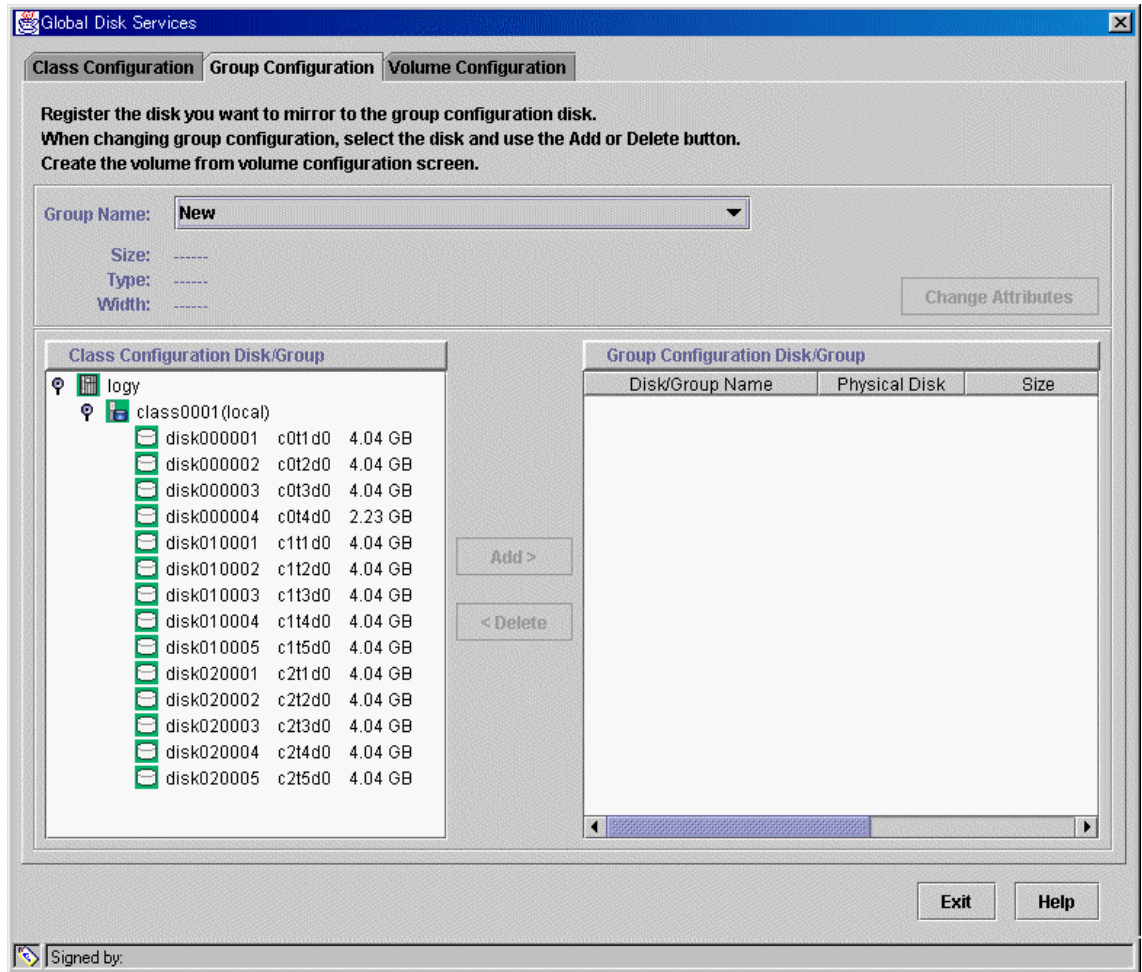 Global Disk Services
Class Configuration Group Configuration Volume Configuration
Register the disk you want to mirror to the group configuration disk.
When changing group configuration, select the disk and use the Add or Delete button.
Create the volume from volume configuration screen.
Group Name: New
Size: ------
Type: ------
Width: ------
Change Attributes
Class Configuration Disk/Group
logy
class0001(local)
disk000001 c0t1d0 4.04 GB
disk000002 c0t2d0 4.04 GB
disk000003 c0t3d0 4.04 GB
disk000004 c0t4d0 2.23 GB
disk010001 c1t1d0 4.04 GB
disk010002 c1t2d0 4.04 GB
disk010003 c1t3d0 4.04 GB
disk010004 c1t4d0 4.04 GB
disk010005 c1t5d0 4.04 GB
disk020001 c2t1d0 4.04 GB
disk020002 c2t2d0 4.04 GB
disk020003 c2t3d0 4.04 GB
disk020004 c2t4d0 4.04 GB
disk020005 c2t5d0 4.04 GB
Add >
< Delete
Group Configuration Disk/Group
Disk/Group Name Physical Disk Size
Exit Help
Signed by: